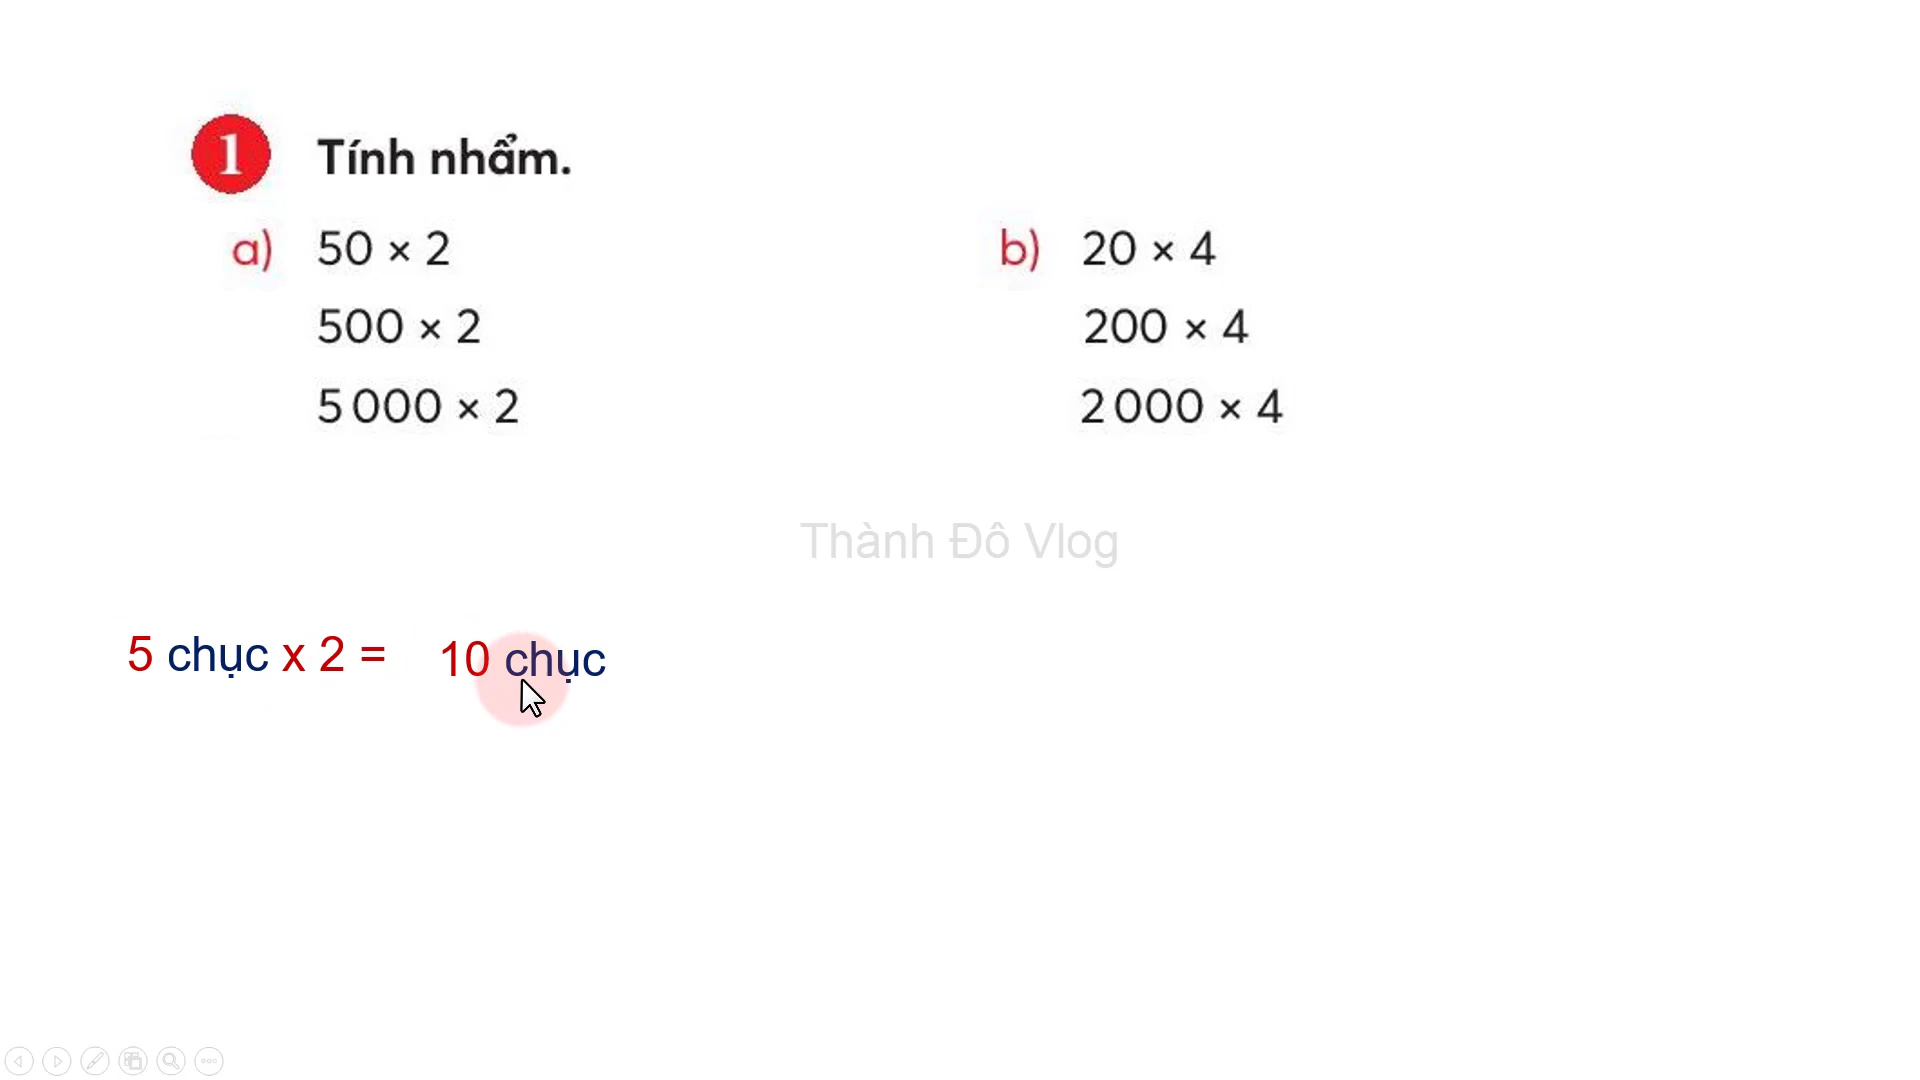 1 Tính nhẩm.
a) 50 × 2
500 × 2
5 000 × 2
b) 20 × 4
200 × 4
2 000 × 4
Thành Đô Vlog
5 chục x 2 = 10 chục